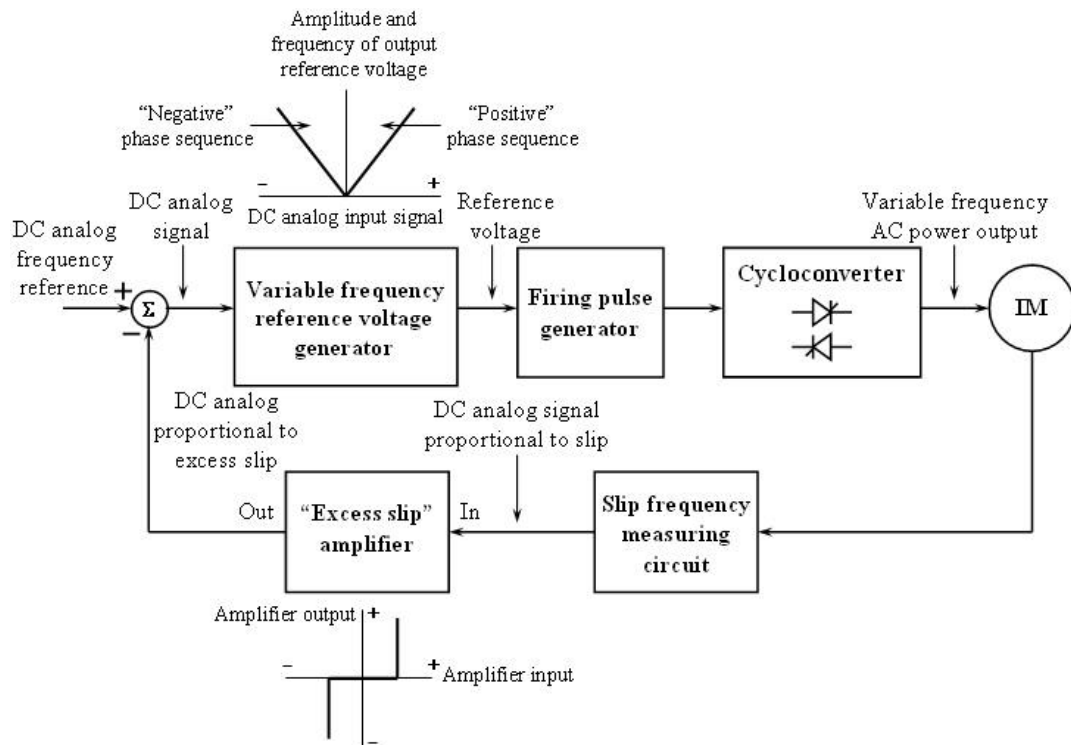 Amplitude and
frequency of output
reference voltage
“Negative”
phase sequence
“Positive”
phase sequence
−
+
DC analog input signal
DC analog
signal
DC analog
frequency
reference
+
Σ
−
Variable frequency
reference voltage
generator
Reference
voltage
Firing pulse
generator
Cycloconverter
Variable frequency
AC power output
IM
DC analog
proportional to
excess slip
DC analog signal
proportional to slip
Out
“Excess slip”
amplifier
In
Slip frequency
measuring
circuit
Amplifier output
+
−
+
Amplifier input
−